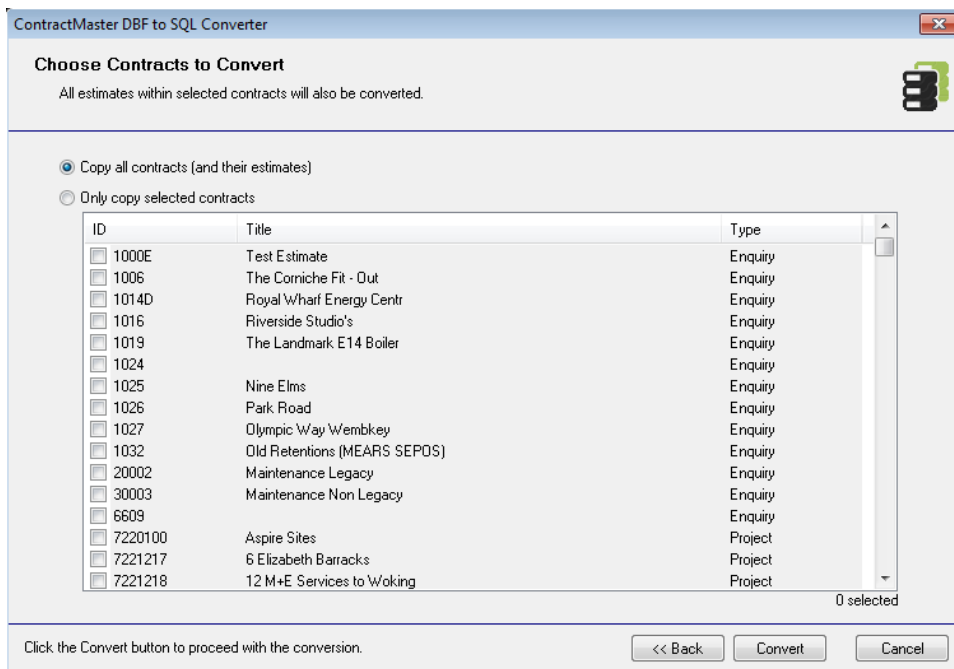 ContractMaster DBF to SQL Converter
Choose Contracts to Convert
All estimates within selected contracts will also be converted.
Copy all contracts (and their estimates)
Only copy selected contracts
ID Title Type
1000E Test Estimate Enquiry
1006 The Corniche Fit - Out Enquiry
1014D Royal Wharf Energy Centr Enquiry
1016 Riverside Studio's Enquiry
1019 The Landmark E14 Boiler Enquiry
1024 Enquiry
1025 Nine Elms Enquiry
1026 Park Road Enquiry
1027 Olympic Way Wembkey Enquiry
1032 Old Retentions (MEARS SEPOS) Enquiry
20002 Maintenance Legacy Enquiry
30003 Maintenance Non Legacy Enquiry
6609 Enquiry
7220100 Aspire Sites Project
7221217 6 Elizabeth Barracks Project
7221218 12 M+E Services to Woking Project
0 selected
Click the Convert button to proceed with the conversion. << Back Convert Cancel